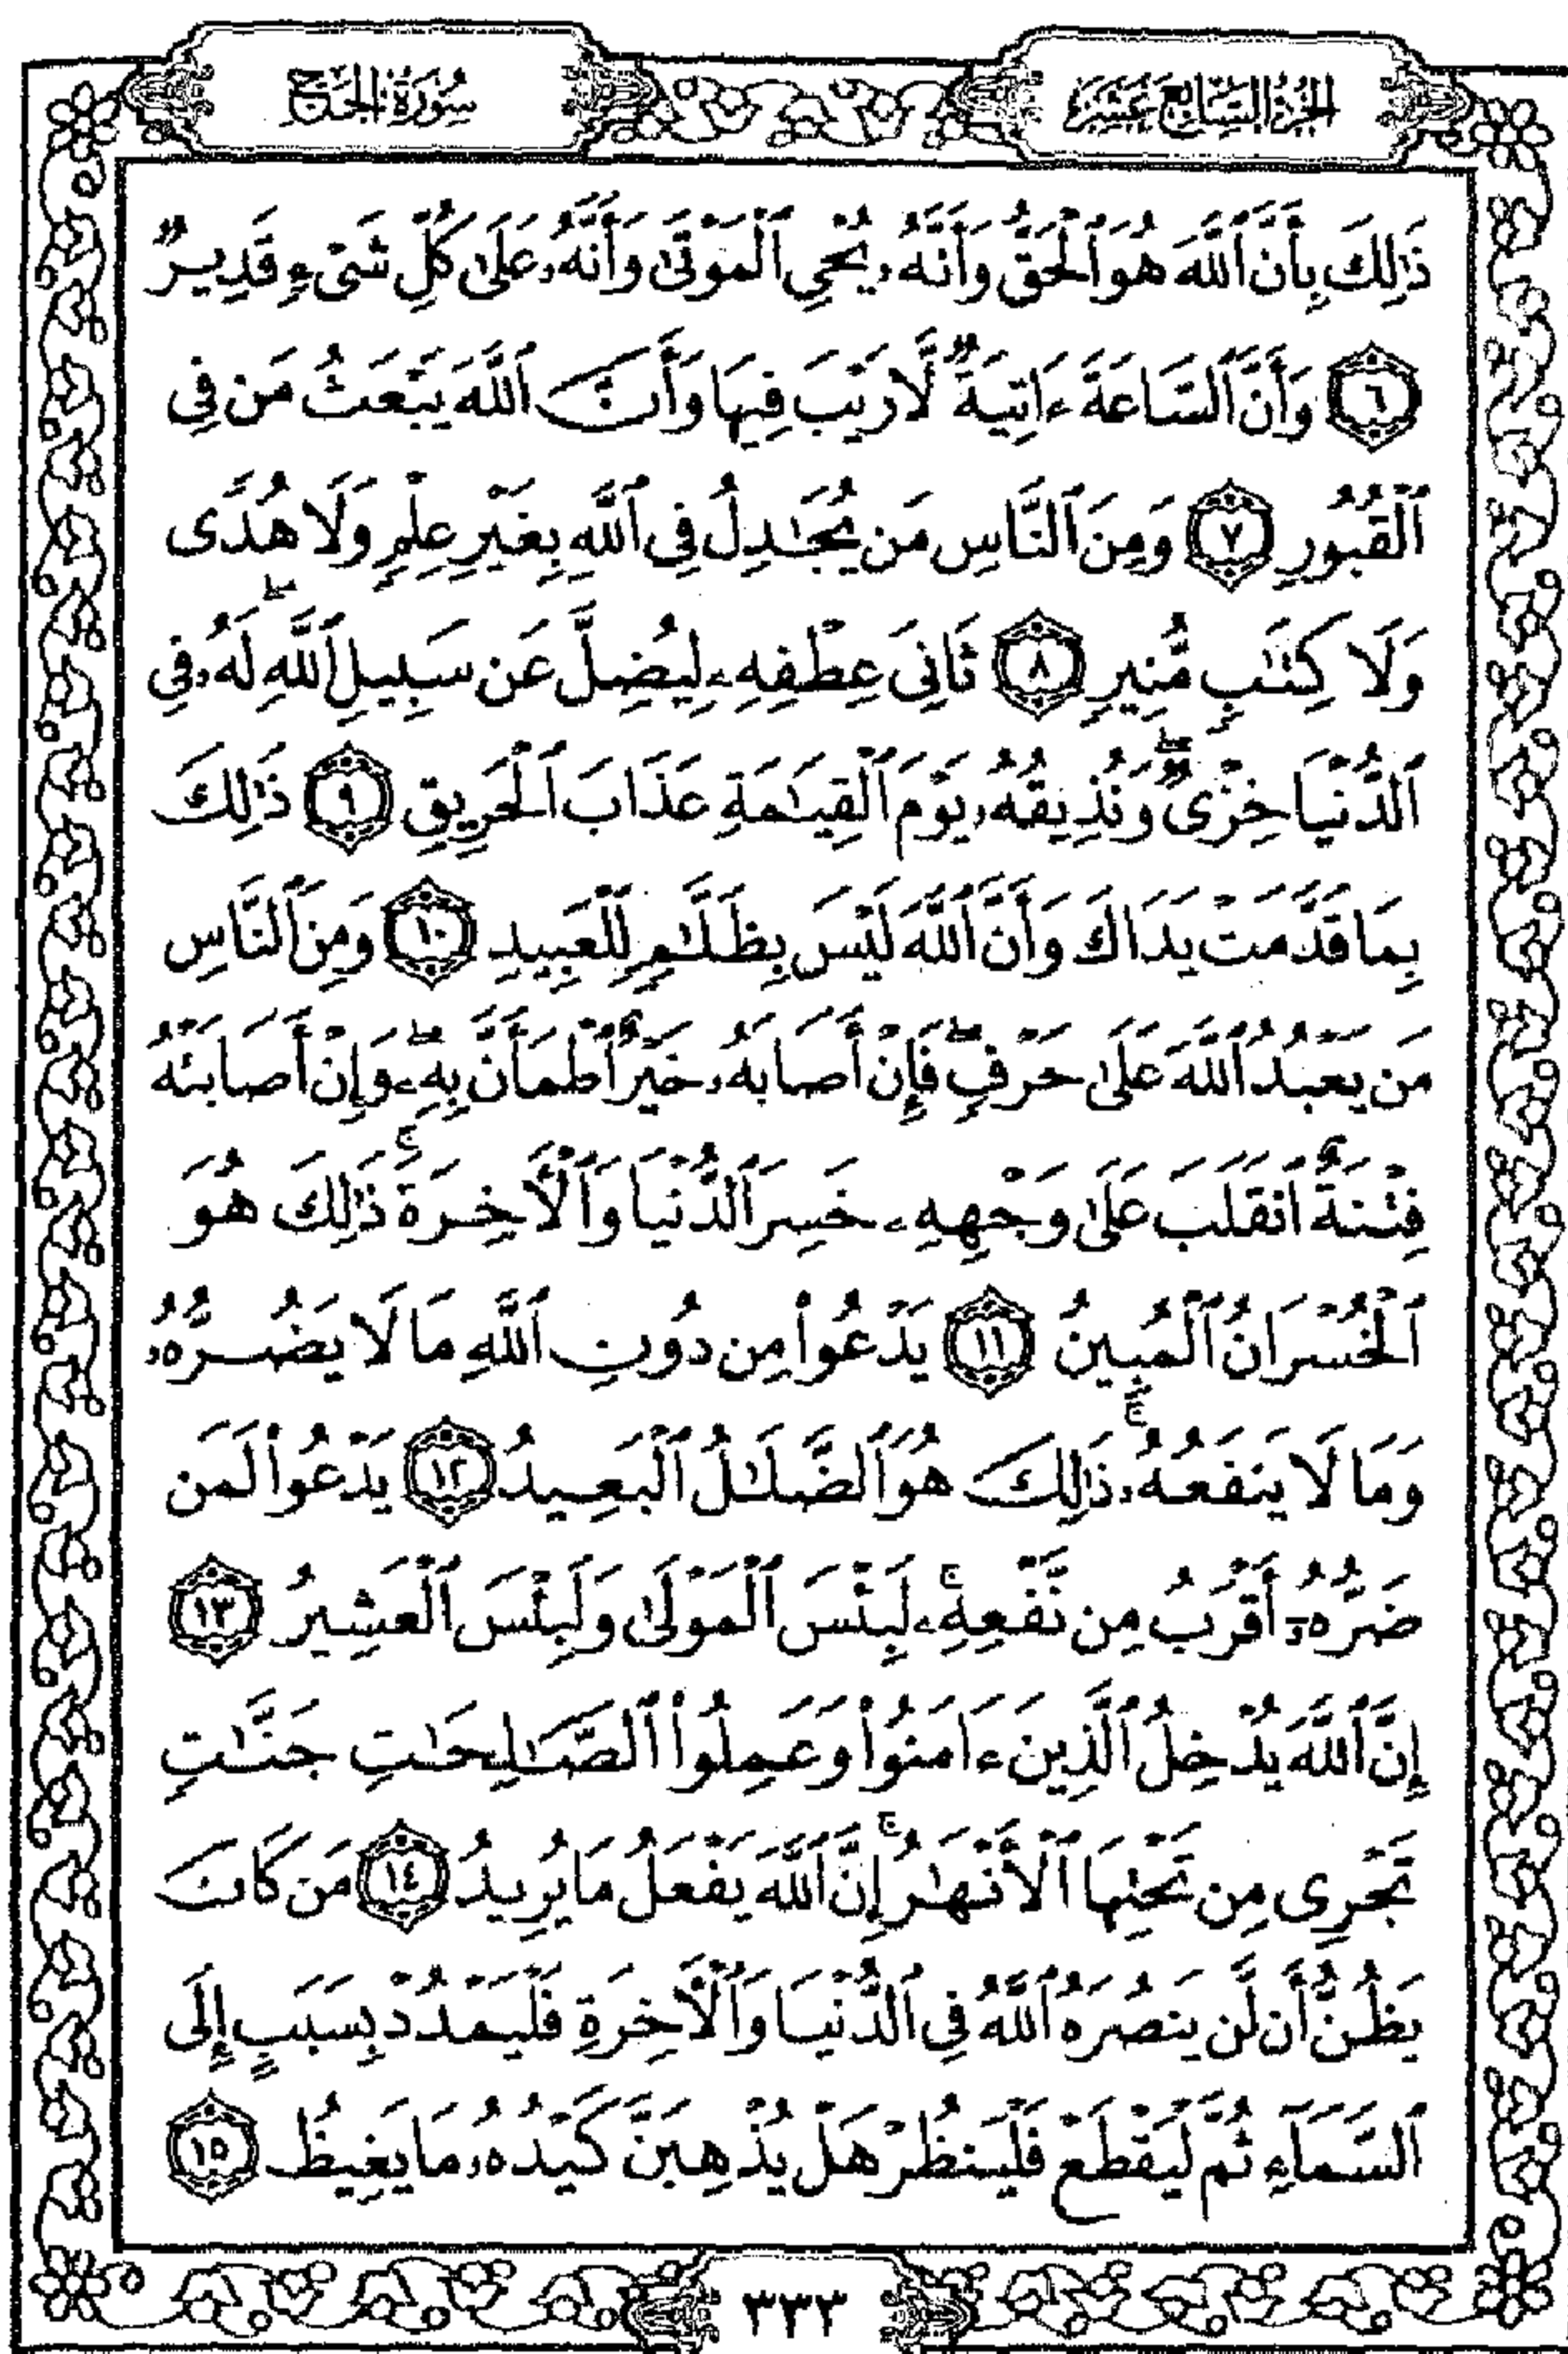 الجزء السابع عشر
سورة الحج
ذَٰلِكَ بِأَنَّ ٱللَّهَ هُوَ ٱلْحَقُّ وَأَنَّهُۥ يُحْىِ ٱلْمَوْتَىٰ وَأَنَّهُۥ عَلَىٰ كُلِّ شَىْءٍ قَدِيرٌ
٦ وَأَنَّ ٱلسَّاعَةَ ءَاتِيَةٌ لَّا رَيْبَ فِيهَا وَأَنَّ ٱللَّهَ يَبْعَثُ مَن فِى
ٱلْقُبُورِ ٧ وَمِنَ ٱلنَّاسِ مَن يُجَٰدِلُ فِى ٱللَّهِ بِغَيْرِ عِلْمٍ وَلَا هُدًى
وَلَا كِتَٰبٍ مُّنِيرٍ ٨ ثَانِىَ عِطْفِهِۦ لِيُضِلَّ عَن سَبِيلِ ٱللَّهِ ۖ لَهُۥ فِى
ٱلدُّنْيَا خِزْىٌ ۖ وَنُذِيقُهُۥ يَوْمَ ٱلْقِيَٰمَةِ عَذَابَ ٱلْحَرِيقِ ٩ ذَٰلِكَ
بِمَا قَدَّمَتْ يَدَاكَ وَأَنَّ ٱللَّهَ لَيْسَ بِظَلَّٰمٍ لِّلْعَبِيدِ ١٠ وَمِنَ ٱلنَّاسِ
مَن يَعْبُدُ ٱللَّهَ عَلَىٰ حَرْفٍ ۖ فَإِنْ أَصَابَهُۥ خَيْرٌ ٱطْمَأَنَّ بِهِۦ ۖ وَإِنْ أَصَابَتْهُ
فِتْنَةٌ ٱنقَلَبَ عَلَىٰ وَجْهِهِۦ خَسِرَ ٱلدُّنْيَا وَٱلْأَخِرَةَ ۚ ذَٰلِكَ هُوَ
ٱلْخُسْرَانُ ٱلْمُبِينُ ١١ يَدْعُوا۟ مِن دُونِ ٱللَّهِ مَا لَا يَضُرُّهُۥ
وَمَا لَا يَنفَعُهُۥ ۚ ذَٰلِكَ هُوَ ٱلضَّلَٰلُ ٱلْبَعِيدُ ١٢ يَدْعُوا۟ لَمَن
ضَرُّهُۥٓ أَقْرَبُ مِن نَّفْعِهِۦ ۚ لَبِئْسَ ٱلْمَوْلَىٰ وَلَبِئْسَ ٱلْعَشِيرُ ١٣
إِنَّ ٱللَّهَ يُدْخِلُ ٱلَّذِينَ ءَامَنُوا۟ وَعَمِلُوا۟ ٱلصَّٰلِحَٰتِ جَنَّٰتٍ
تَجْرِى مِن تَحْتِهَا ٱلْأَنْهَٰرُ ۚ إِنَّ ٱللَّهَ يَفْعَلُ مَا يُرِيدُ ١٤ مَن كَانَ
يَظُنُّ أَن لَّن يَنصُرَهُ ٱللَّهُ فِى ٱلدُّنْيَا وَٱلْأَخِرَةِ فَلْيَمْدُدْ بِسَبَبٍ إِلَى
ٱلسَّمَآءِ ثُمَّ لْيَقْطَعْ فَلْيَنظُرْ هَلْ يُذْهِبَنَّ كَيْدُهُۥ مَا يَغِيظُ ١٥
٣٣٣